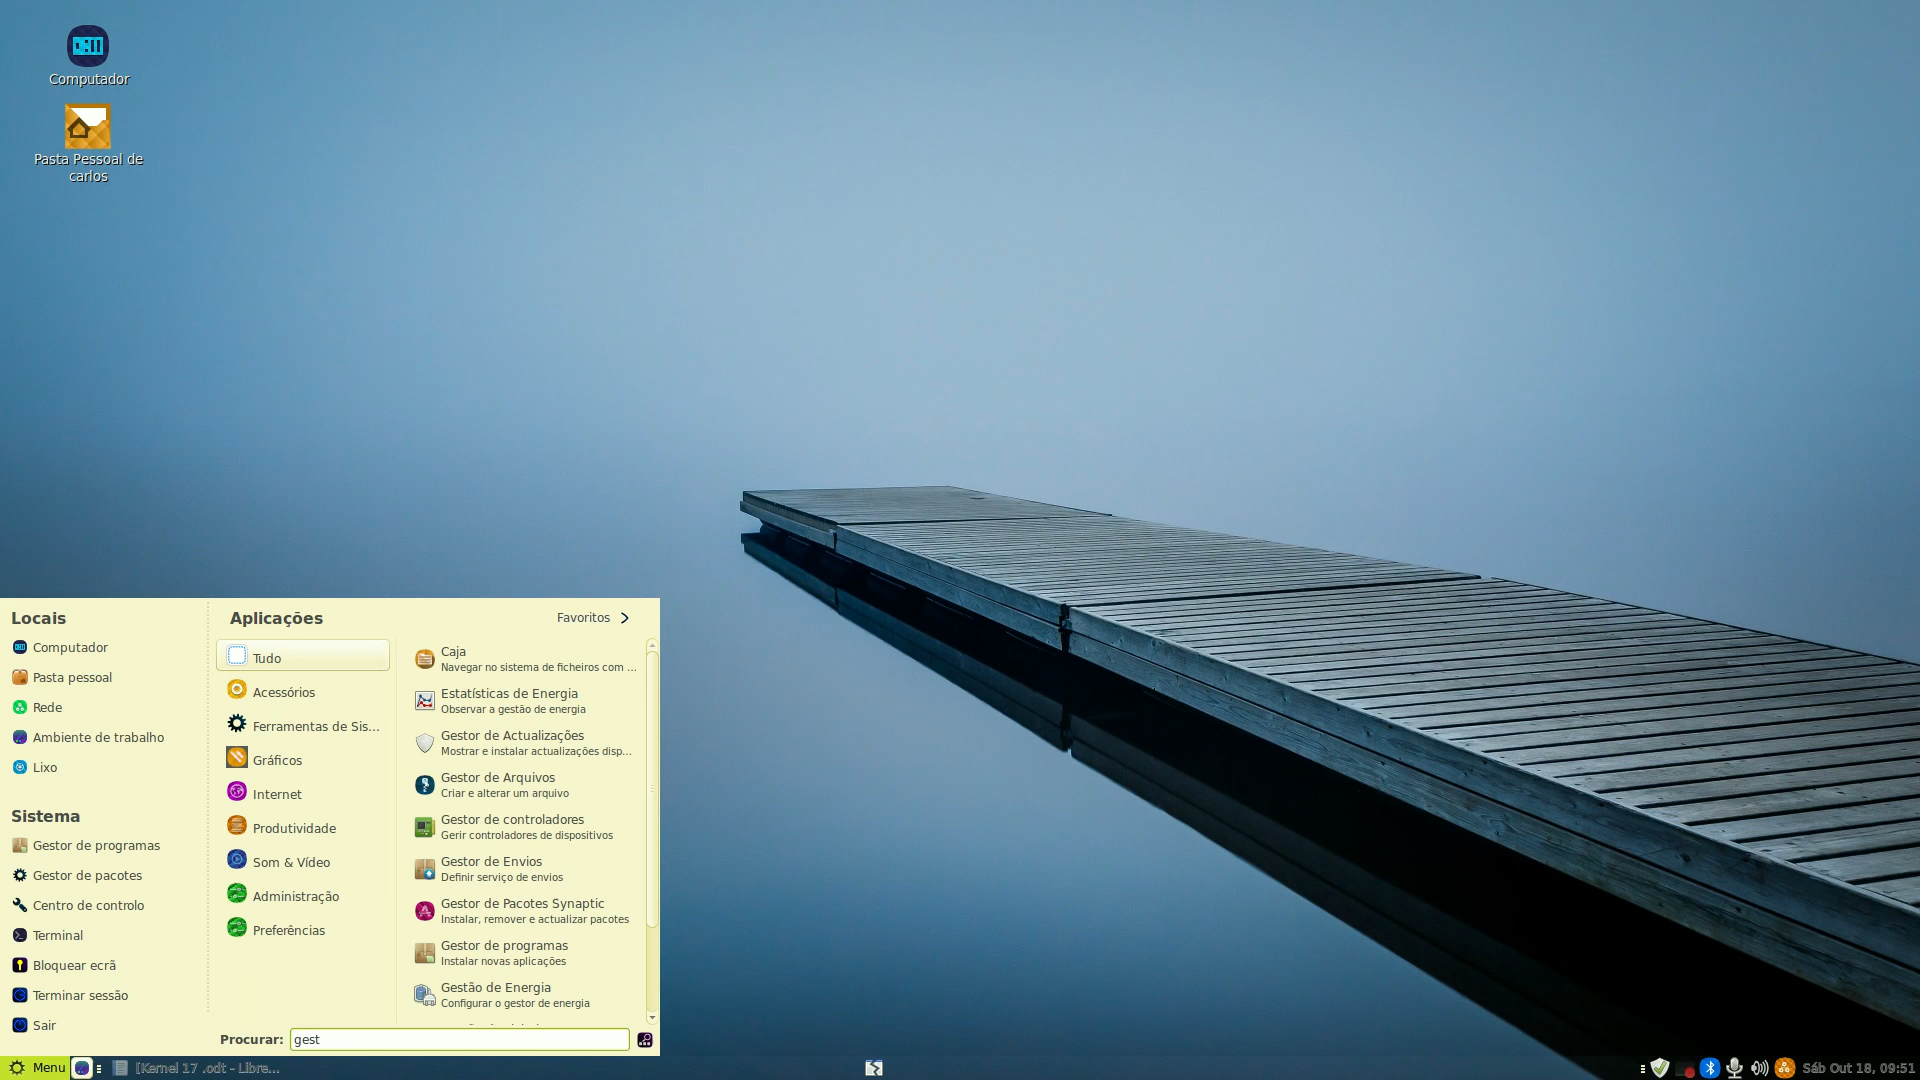 Computador
Pasta Pessoal de
carlos
Locais
Computador
Pasta pessoal
Rede
Ambiente de trabalho
Lixo
Sistema
Gestor de programas
Gestor de pacotes
Centro de controlo
Terminal
Bloquear ecrã
Terminar sessão
Sair
Aplicações
Favoritos
Tudo
Acessórios
Ferramentas de Sis...
Gráficos
Internet
Produtividade
Som & Vídeo
Administração
Preferências
Caja
Navegar no sistema de ficheiros com ...
Estatísticas de Energia
Observar a gestão de energia
Gestor de Actualizações
Mostrar e instalar actualizações disp...
Gestor de Arquivos
Criar e alterar um arquivo
Gestor de controladores
Gerir controladores de dispositivos
Gestor de Envios
Definir serviço de envios
Gestor de Pacotes Synaptic
Instalar, remover e actualizar pacotes
Gestor de programas
Instalar novas aplicações
Gestão de Energia
Configurar o gestor de energia
Procurar: gest
Menu
[Kernel 17 .odt - Libre...
Sáb Out 18, 09:51